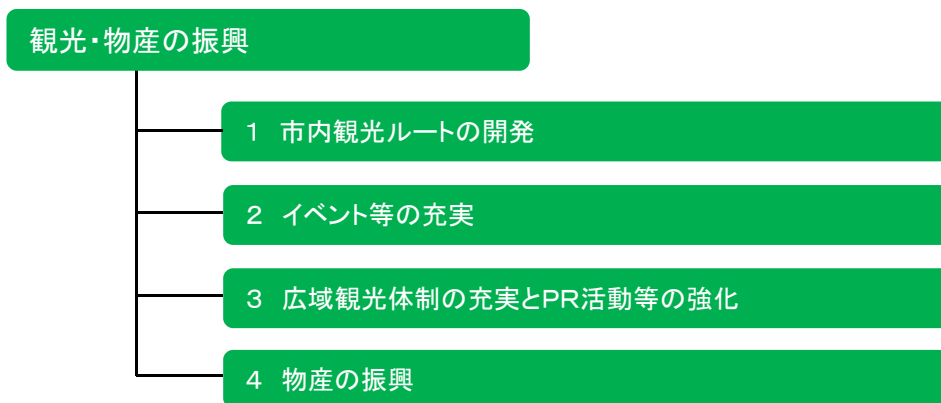 観光・物産の振興
１ 市内観光ルートの開発
２ イベント等の充実
３ 広域観光体制の充実とＰＲ活動等の強化
４ 物産の振興